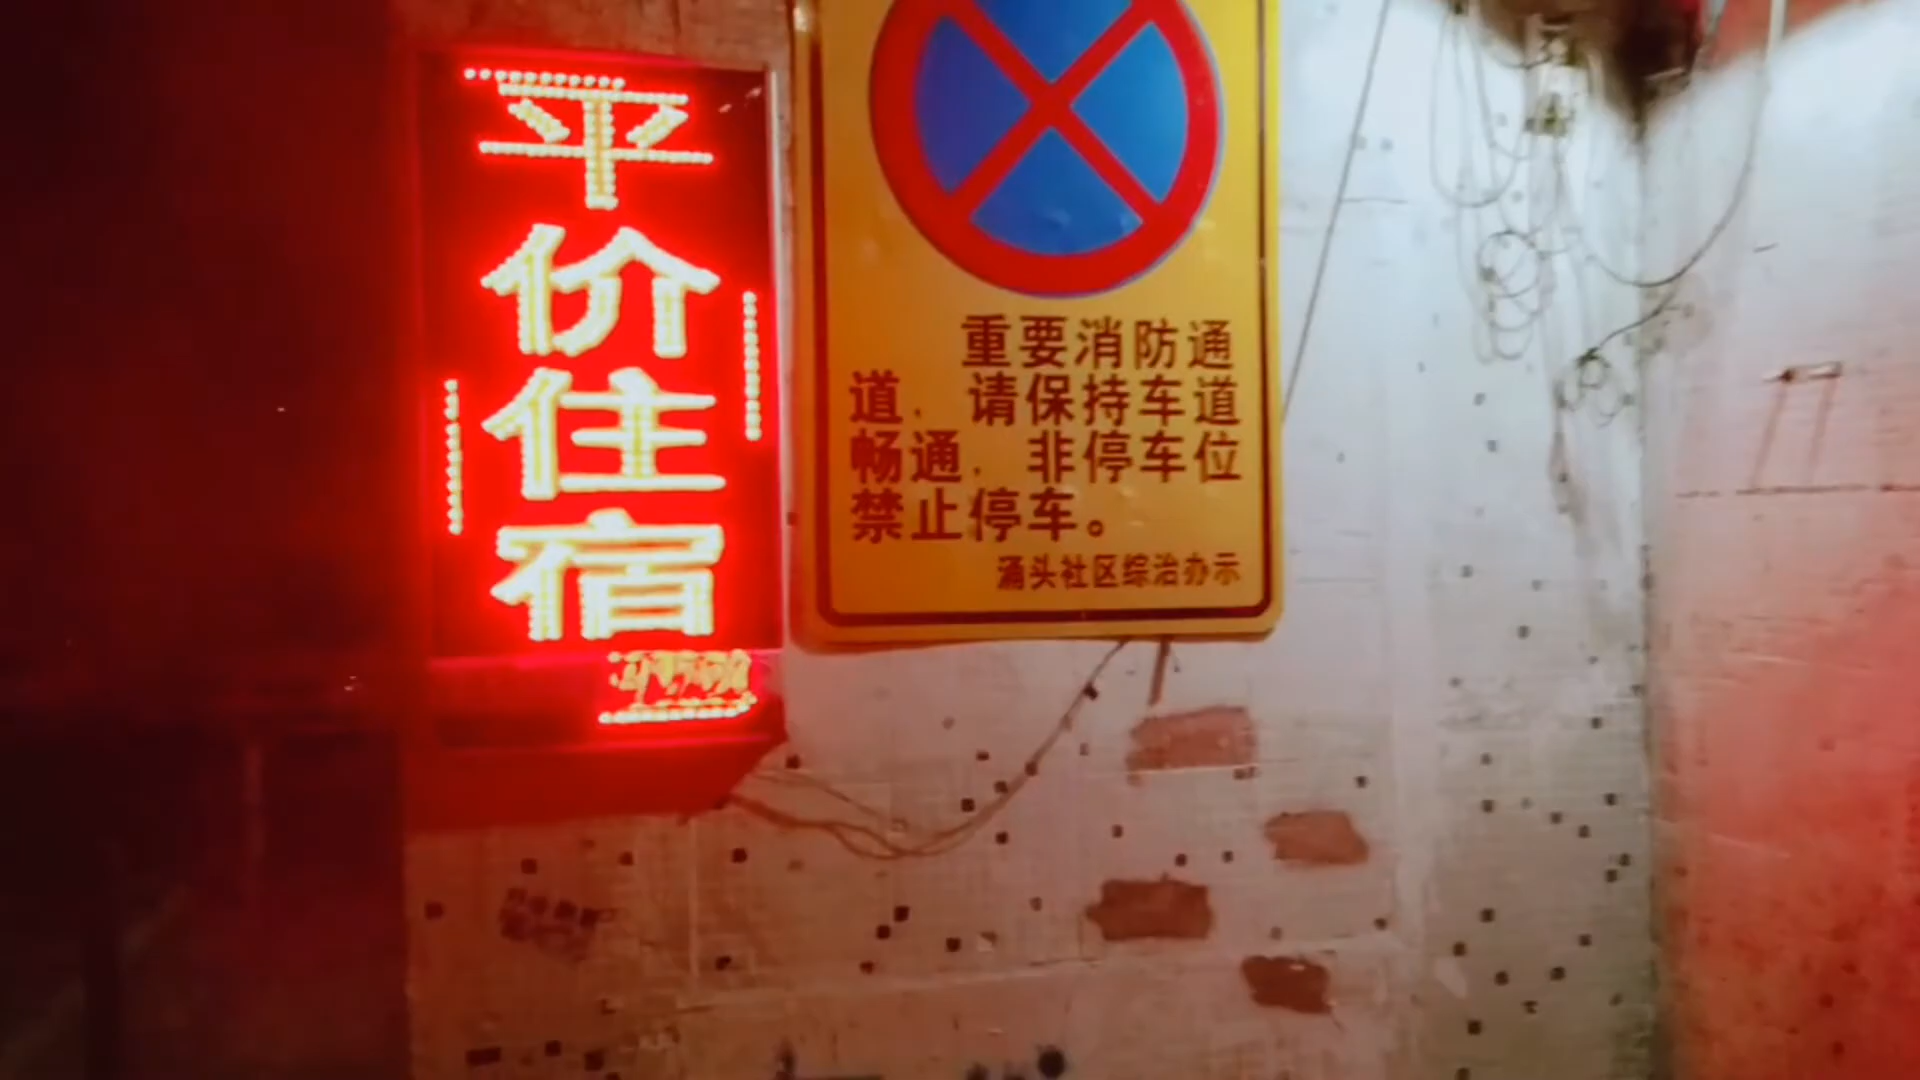 平价住宿
重要消防通
道，请保持车道
畅通，非停车位
禁止停车。
涌头社区综治办示